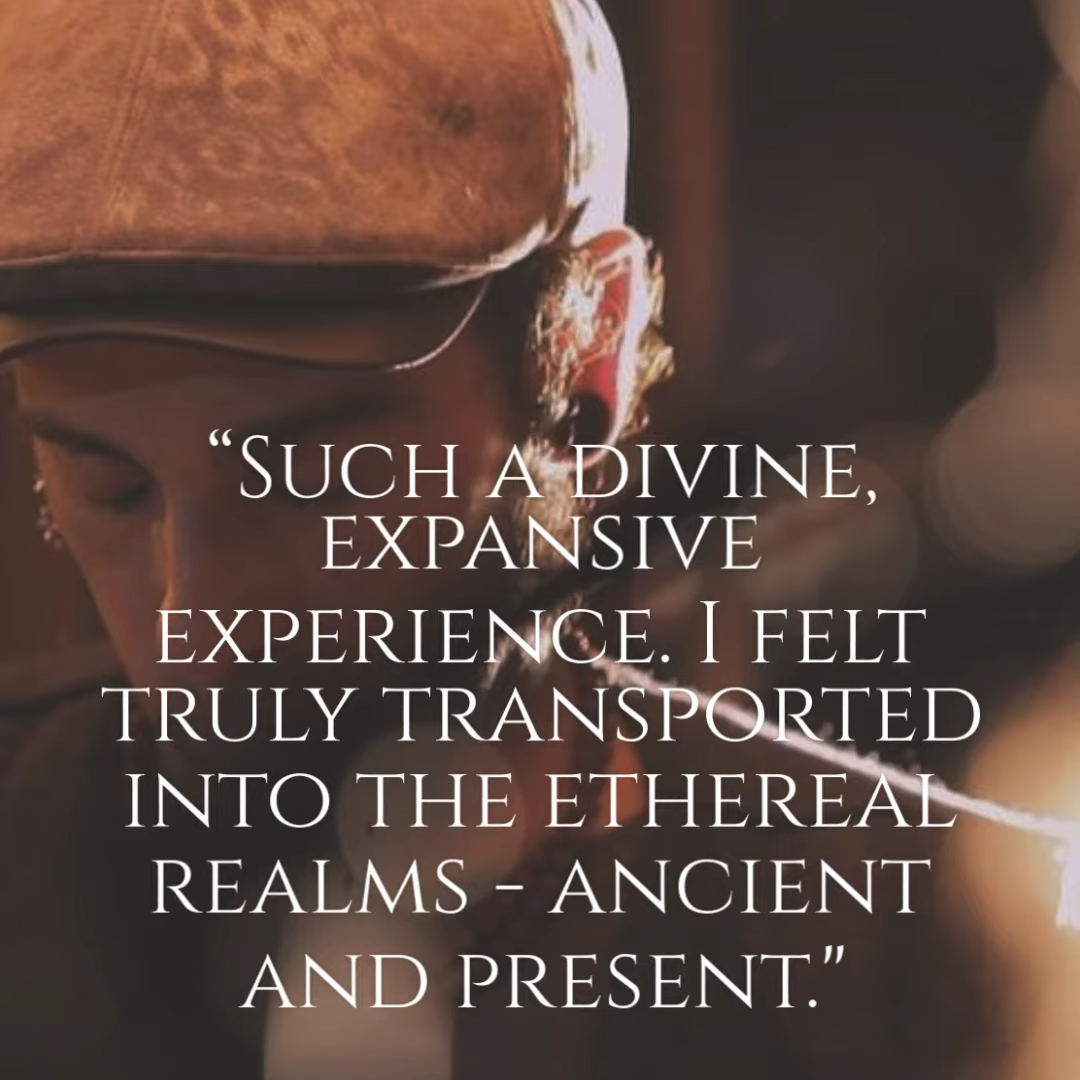 “Such a divine,
expansive
experience. I felt
truly transported
into the ethereal
realms - ancient
and present.”